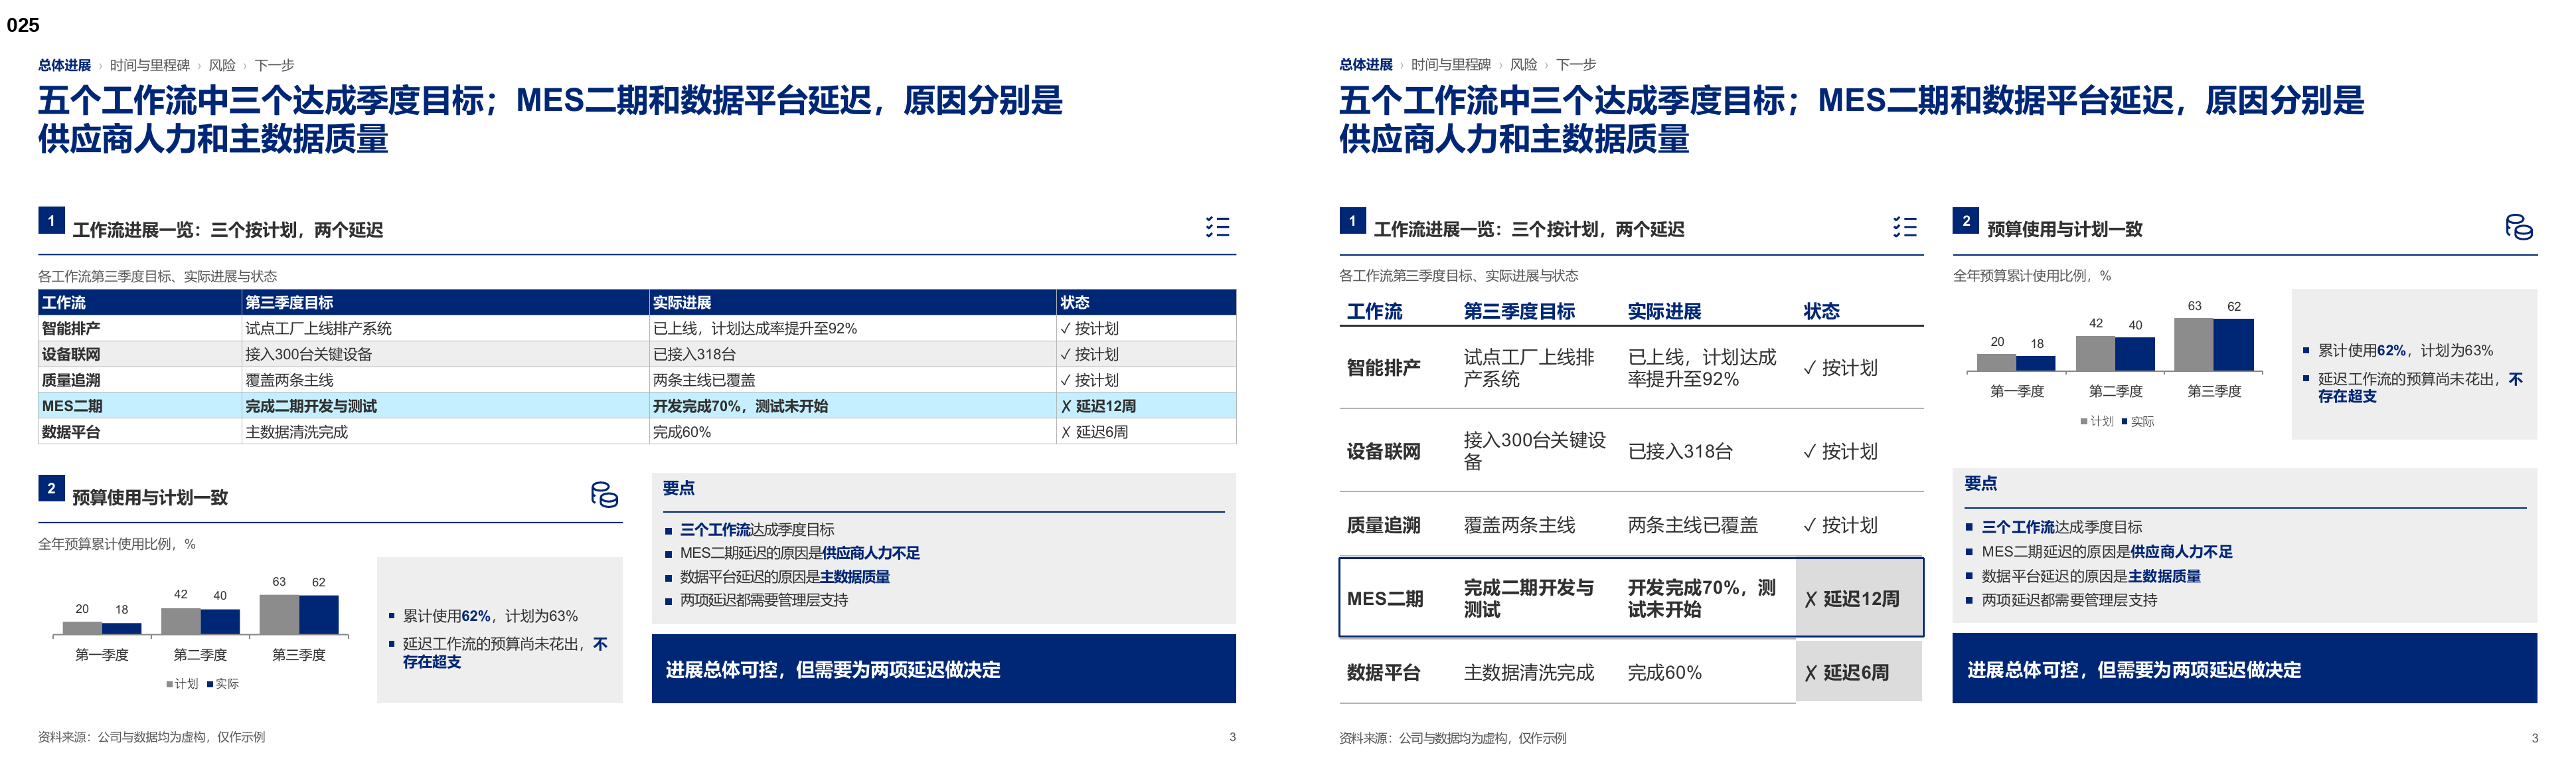 025
总体进展 › 时间与里程碑 › 风险 › 下一步
五个工作流中三个达成季度目标；MES二期和数据平台延迟，原因分别是
供应商人力和主数据质量
1 工作流进展一览：三个按计划，两个延迟
各工作流第三季度目标、实际进展与状态
工作流 第三季度目标 实际进展 状态
智能排产 试点工厂上线排产系统 已上线，计划达成率提升至92% ✓ 按计划
设备联网 接入300台关键设备 已接入318台 ✓ 按计划
质量追溯 覆盖两条主线 两条主线已覆盖 ✓ 按计划
MES二期 完成二期开发与测试 开发完成70%，测试未开始 ✗ 延迟12周
数据平台 主数据清洗完成 完成60% ✗ 延迟6周
2 预算使用与计划一致
全年预算累计使用比例，%
20 18 42 40 63 62
第一季度 第二季度 第三季度
■计划 ■实际
▪ 累计使用62%，计划为63%
▪ 延迟工作流的预算尚未花出，不
存在超支
要点
▪ 三个工作流达成季度目标
▪ MES二期延迟的原因是供应商人力不足
▪ 数据平台延迟的原因是主数据质量
▪ 两项延迟都需要管理层支持
进展总体可控，但需要为两项延迟做决定
资料来源：公司与数据均为虚构，仅作示例
3
总体进展 › 时间与里程碑 › 风险 › 下一步
五个工作流中三个达成季度目标；MES二期和数据平台延迟，原因分别是
供应商人力和主数据质量
1 工作流进展一览：三个按计划，两个延迟
各工作流第三季度目标、实际进展与状态
工作流 第三季度目标 实际进展 状态
智能排产 试点工厂上线排 已上线，计划达成 ✓ 按计划
产系统 率提升至92%
设备联网 接入300台关键设 已接入318台 ✓ 按计划
备
质量追溯 覆盖两条主线 两条主线已覆盖 ✓ 按计划
MES二期 完成二期开发与 开发完成70%，测 ✗ 延迟12周
测试 试未开始
数据平台 主数据清洗完成 完成60% ✗ 延迟6周
2 预算使用与计划一致
全年预算累计使用比例，%
20 18 42 40 63 62
第一季度 第二季度 第三季度
■计划 ■实际
▪ 累计使用62%，计划为63%
▪ 延迟工作流的预算尚未花出，不
存在超支
要点
▪ 三个工作流达成季度目标
▪ MES二期延迟的原因是供应商人力不足
▪ 数据平台延迟的原因是主数据质量
▪ 两项延迟都需要管理层支持
进展总体可控，但需要为两项延迟做决定
资料来源：公司与数据均为虚构，仅作示例
3